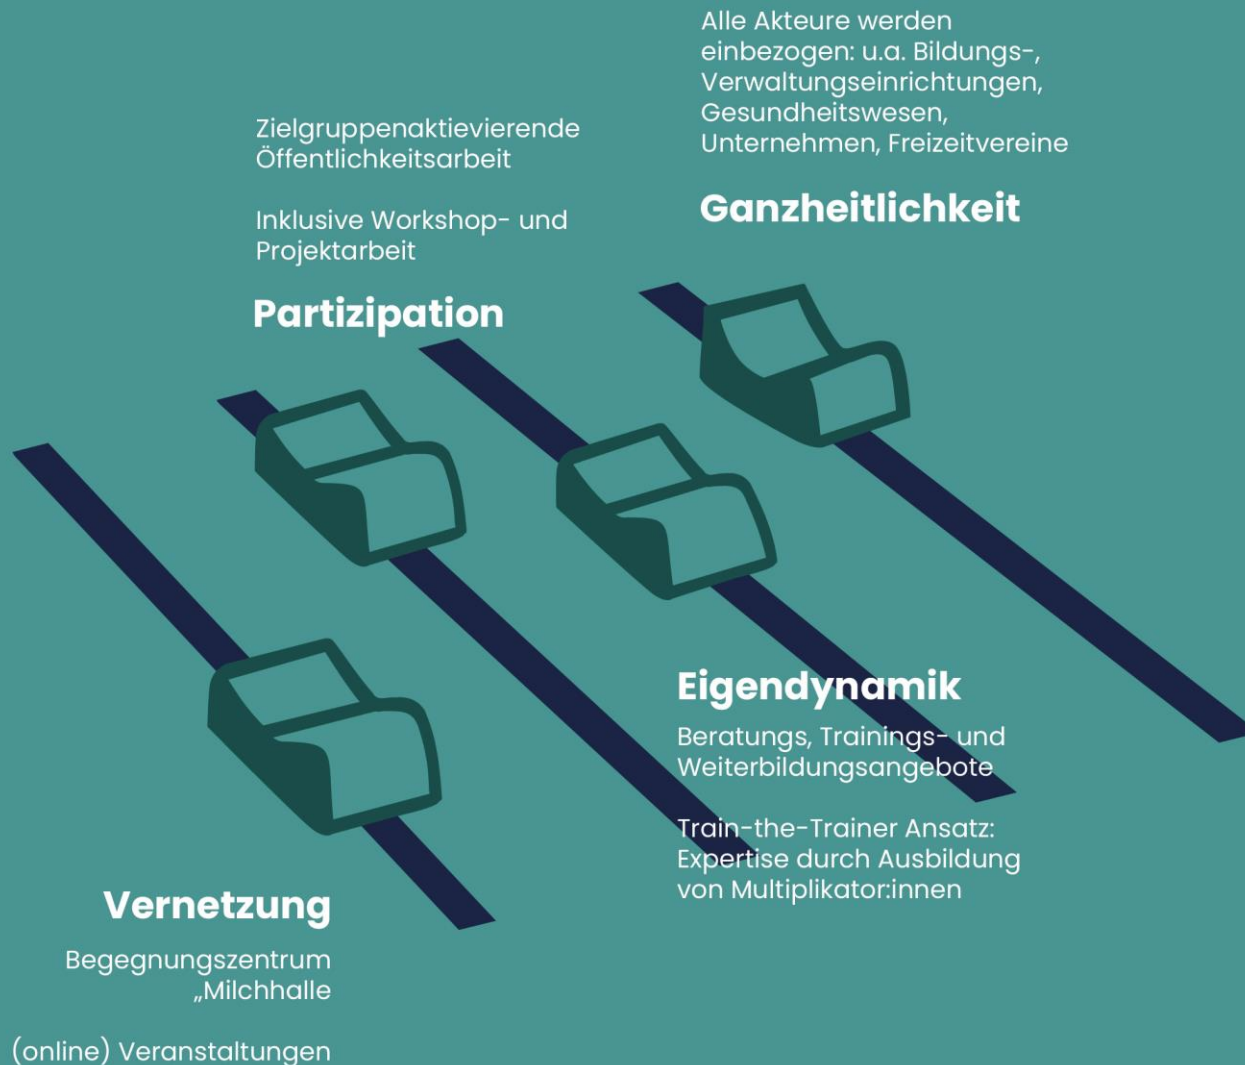 Alle Akteure werden
einbezogen: u.a. Bildungs-,
Verwaltungseinrichtungen,
Gesundheitswesen,
Unternehmen, Freizeitvereine
Ganzheitlichkeit
Zielgruppenaktievierende
Öffentlichkeitsarbeit
Inklusive Workshop- und
Projektarbeit
Partizipation
Eigendynamik
Beratungs, Trainings- und
Weiterbildungsangebote
Train-the-Trainer Ansatz:
Expertise durch Ausbildung
von Multiplikator:innen
Vernetzung
Begegnungszentrum
„Milchhalle
(online) Veranstaltungen